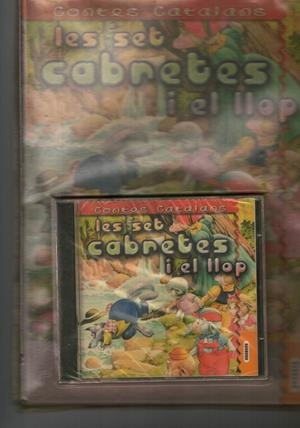 Contes Catalans
les set
cabretes
i el llop
Contes Catalans
les set
cabretes
i el llop